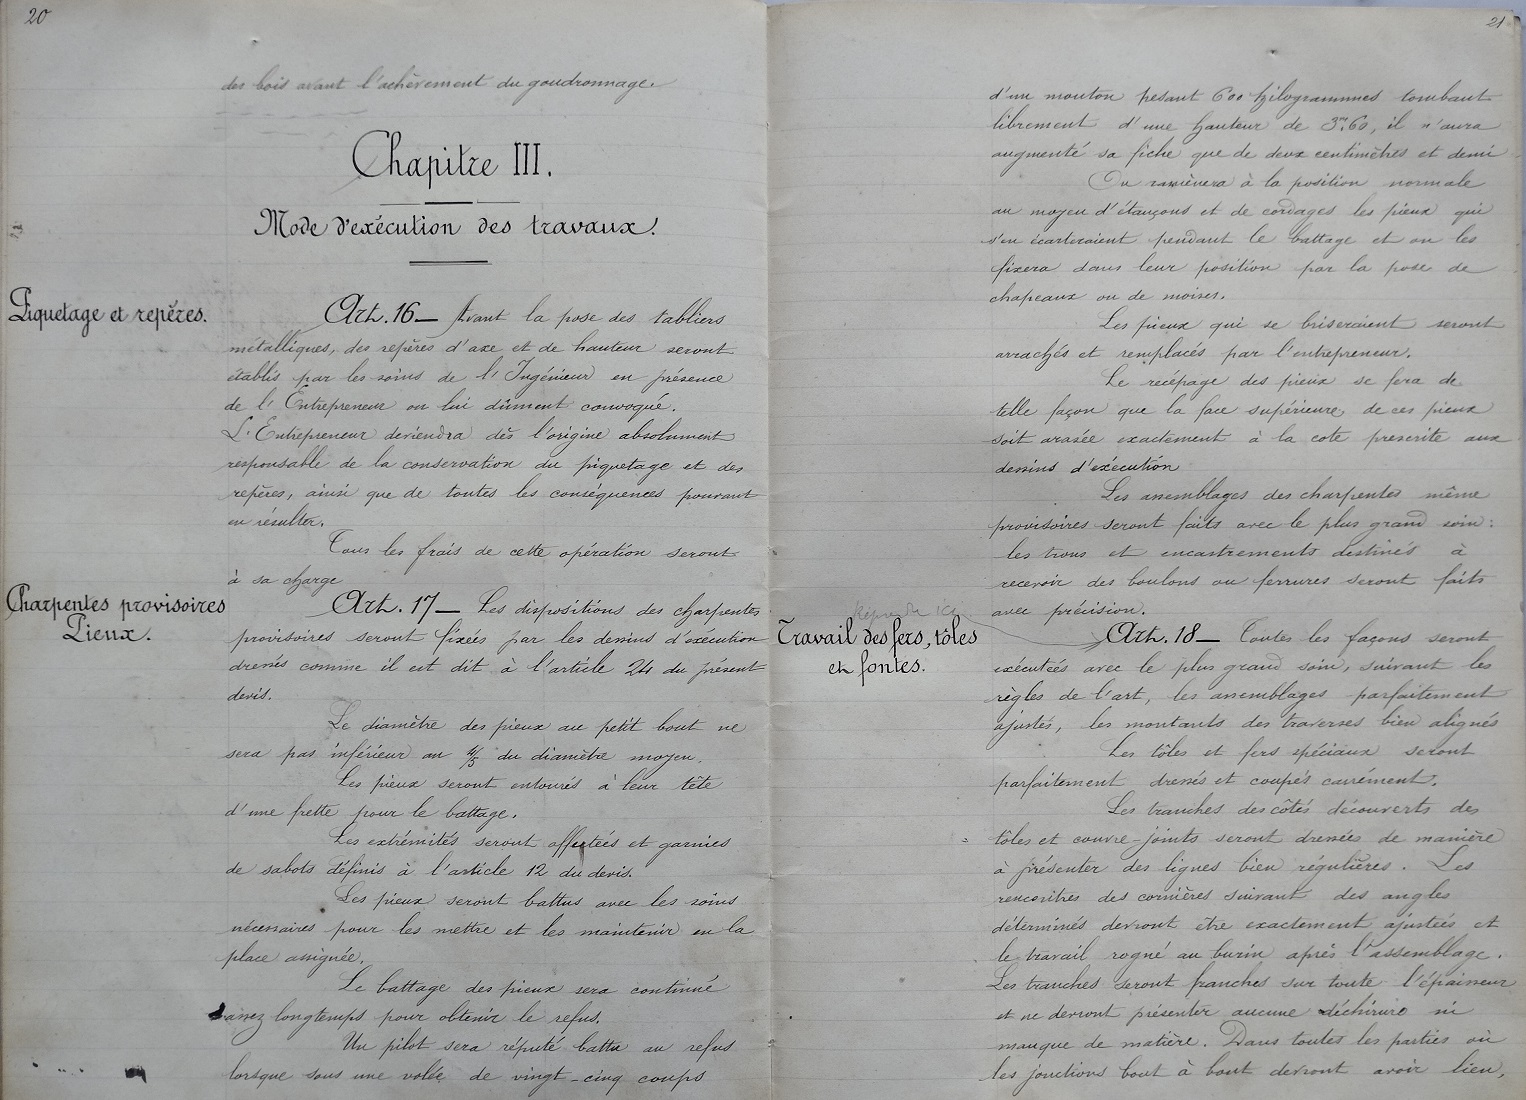 20
des bois avant l'achèvement du goudronnage.
Chapitre III.
Mode d'exécution des travaux.
Piquetage et repères.
Art. 16 — Avant la pose des tabliers
métalliques, des repères d'axe et de hauteur seront
établis par les soins de l'Ingénieur en présence
de l'Entrepreneur ou lui dûment convoqué.
L'Entrepreneur deviendra dès l'origine absolument
responsable de la conservation du piquetage et des
repères, ainsi que de toutes les conséquences pouvant
en résulter.
Tous les frais de cette opération seront
à sa charge
Charpentes provisoires
Pieux.
Art. 17 — Les dispositions des charpentes
provisoires seront fixées par les dessins d'exécution
dressés comme il est dit à l'article 24 du présent
devis.
Le diamètre des pieux au petit bout ne
sera pas inférieur au 4/5 du diamètre moyen.
Les pieux seront entourés à leur tête
d'une frette pour le battage.
Les extrémités seront affutées et garnies
de sabots définis à l'article 12 du devis.
Les pieux seront battus avec les soins
nécessaires pour les mettre et les maintenir en la
place assignée.
Le battage des pieux sera continué
assez longtemps pour obtenir le refus.
Un pilot sera réputé battu au refus
lorsque sous une volée de vingt-cinq coups
21
d'un mouton pesant 600 kilogrammes tombant
librement d'une hauteur de 3m60, il n'aura
augmenté sa fiche que de deux centimètres et demi
On ramènera à la position normale
au moyen d'étançons et de cordages les pieux qui
s'en écarteraient pendant le battage et on les
fixera dans leur position par la pose de
chapeaux ou de moises.
Les pieux qui se briseraient seront
arrachés et remplacés par l'entrepreneur.
Le recépage des pieux se fera de
telle façon que la face supérieure de ces pieux
soit arasée exactement à la cote prescrite aux
dessins d'exécution
Les assemblages des charpentes même
provisoires seront faits avec le plus grand soin:
les trous et encastrements destinés à
recevoir des boulons ou ferrures seront faits
avec précision.
Travail des fers, tôles
et fontes.
Art. 18 — Toutes les façons seront
exécutées avec le plus grand soin, suivant les
règles de l'art, les assemblages parfaitement
ajustés, les montants des traverses bien alignés
Les tôles et fers spéciaux seront
parfaitement dressés et coupés carrément.
Les tranches des côtés découverts des
tôles et couvre-joints seront dressées de manière
à présenter des lignes bien régulières. Les
rencontres des cornières suivant des angles
déterminés devront être exactement ajustées et
le travail rogné au burin après l'assemblage.
Les tranches seront franches sur toute l'épaisseur
et ne devront présenter aucune déchirure ni
manque de matière. Dans toutes les parties où
les jonctions bout à bout devront avoir lieu,